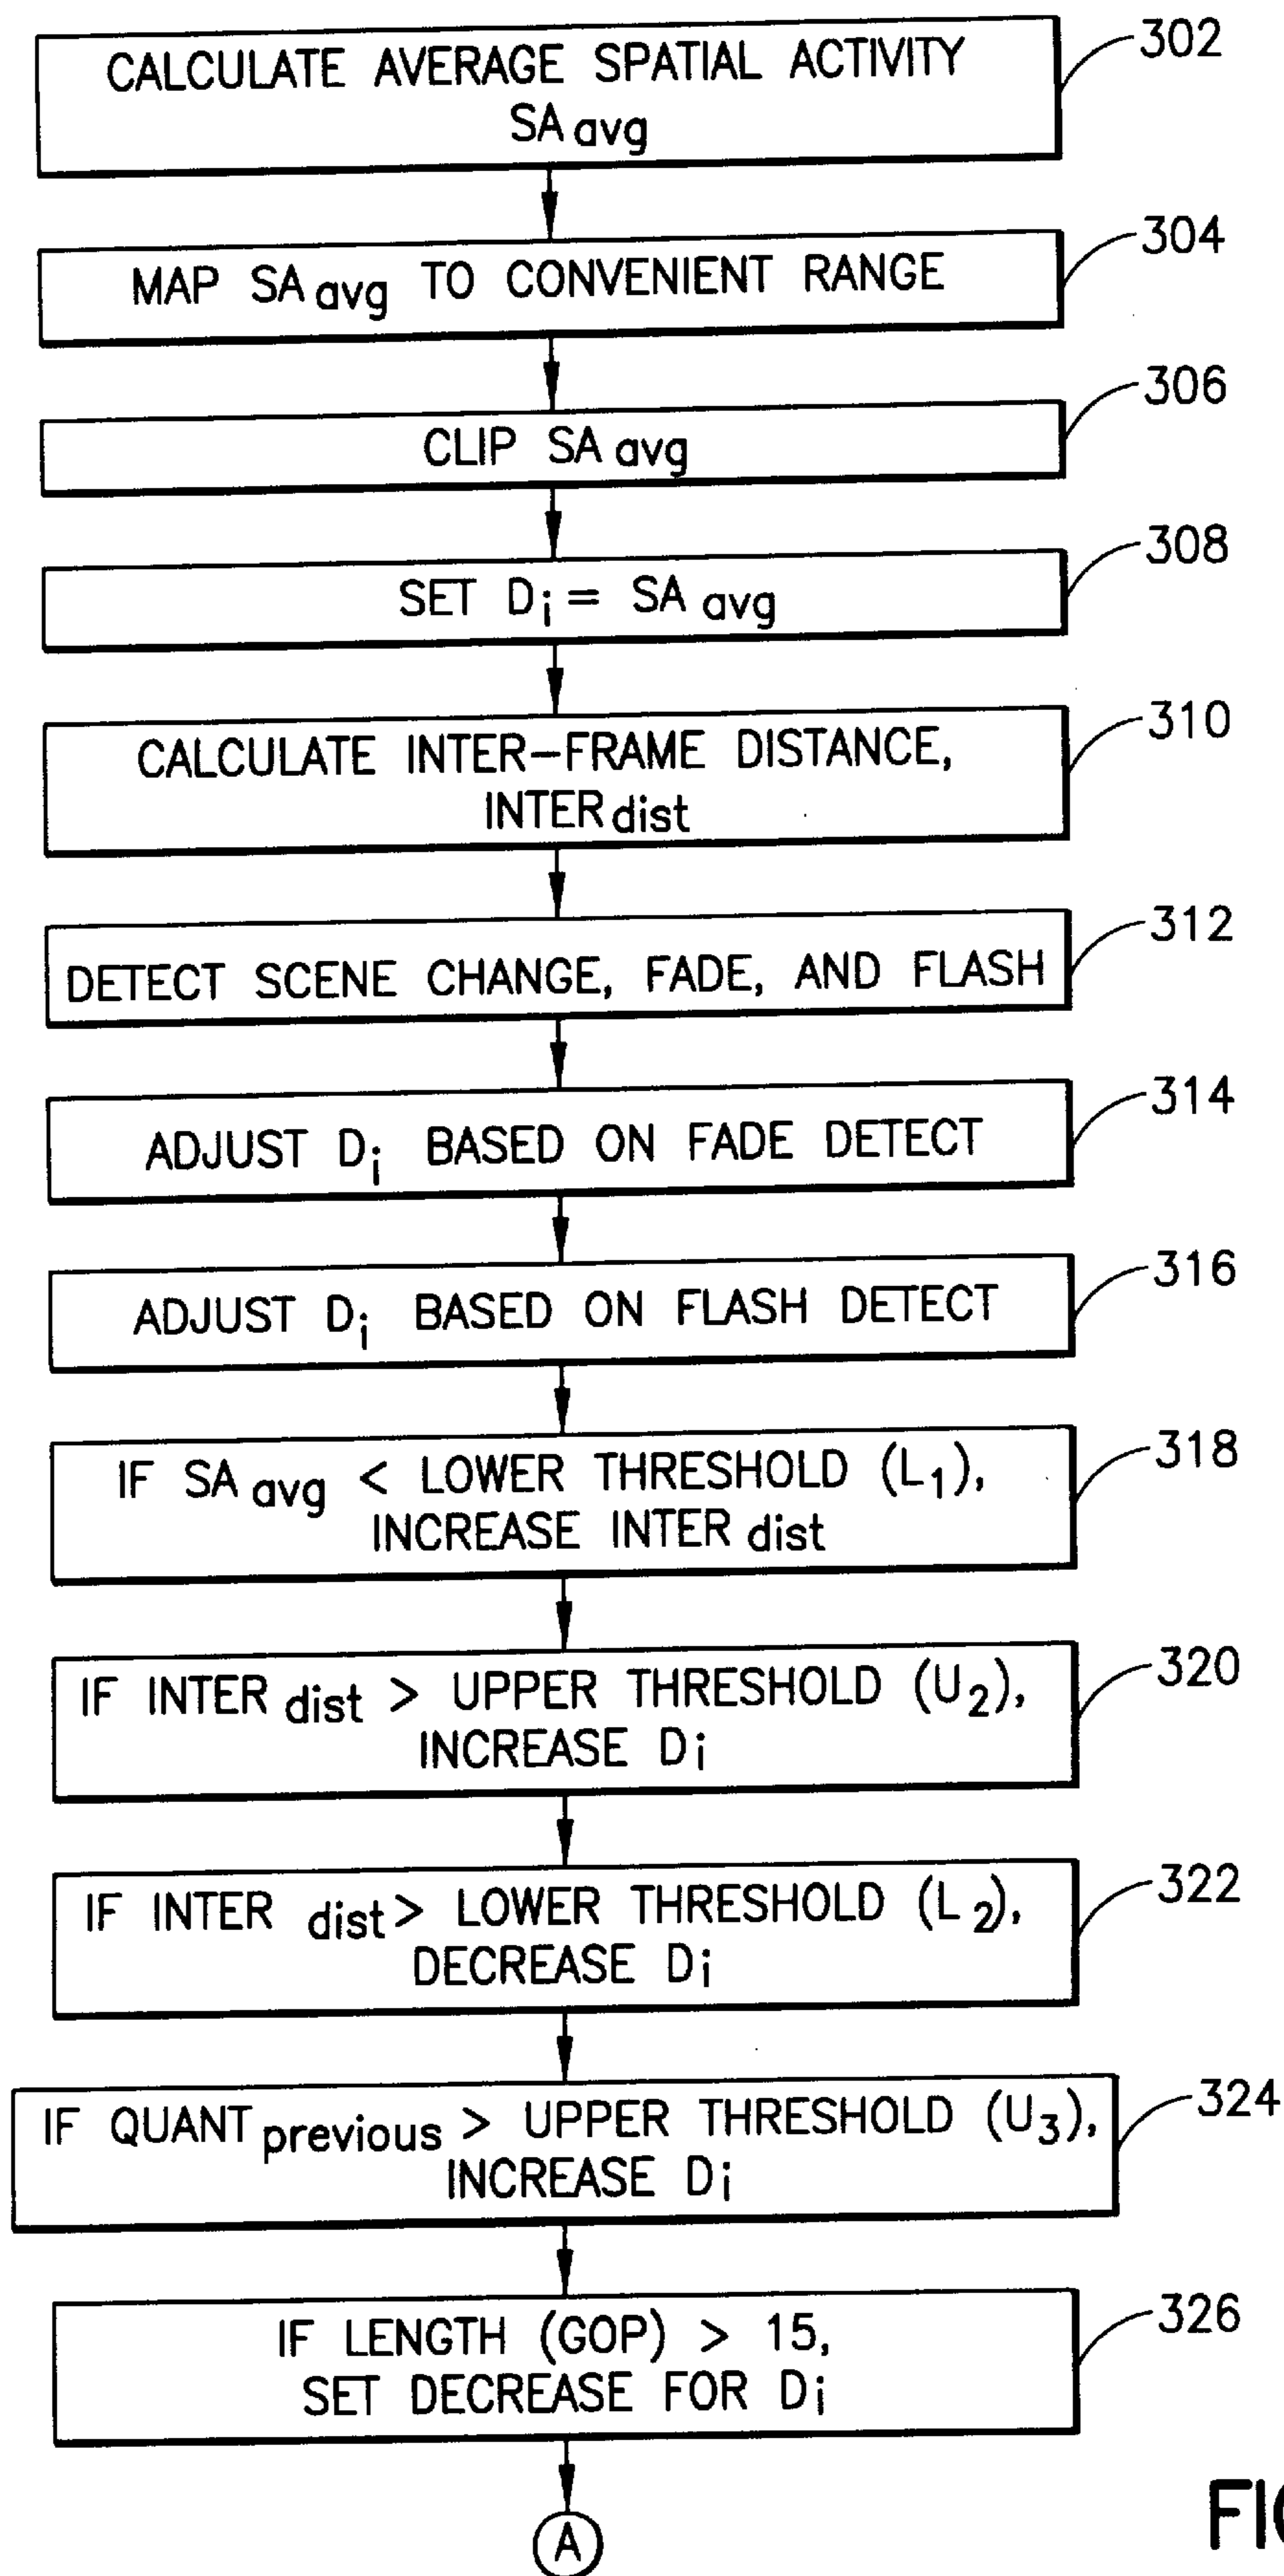 CALCULATE AVERAGE SPATIAL ACTIVITY
SA avg
302
MAP SA avg TO CONVENIENT RANGE
304
CLIP SA avg
306
SET Di = SA avg
308
CALCULATE INTER-FRAME DISTANCE,
INTER dist
310
DETECT SCENE CHANGE, FADE, AND FLASH
312
ADJUST Di BASED ON FADE DETECT
314
ADJUST Di BASED ON FLASH DETECT
316
IF SA avg < LOWER THRESHOLD (L1),
INCREASE INTER dist
318
IF INTER dist > UPPER THRESHOLD (U2),
INCREASE Di
320
IF INTER dist > LOWER THRESHOLD (L2),
DECREASE Di
322
IF QUANT previous > UPPER THRESHOLD (U3),
INCREASE Di
324
IF LENGTH (GOP) > 15,
SET DECREASE FOR Di
326
A